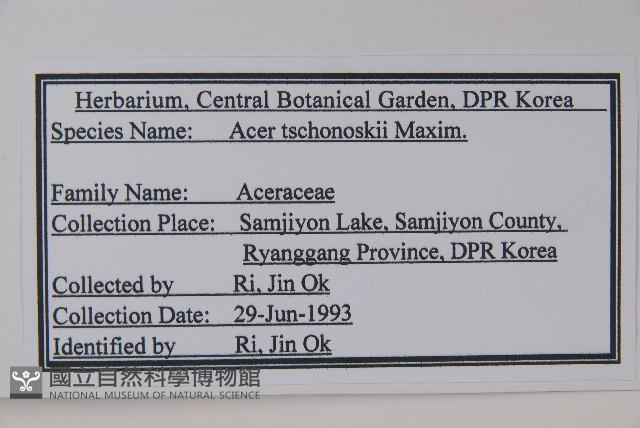 Herbarium, Central Botanical Garden, DPR Korea
Species Name: Acer tschonoskii Maxim.
Family Name: Aceraceae
Collection Place: Samjiyon Lake, Samjiyon County,
Ryanggang Province, DPR Korea
Collected by Ri, Jin Ok
Collection Date: 29-Jun-1993
Identified by Ri, Jin Ok
國立自然科學博物館
NATIONAL MUSEUM OF NATURAL SCIENCE